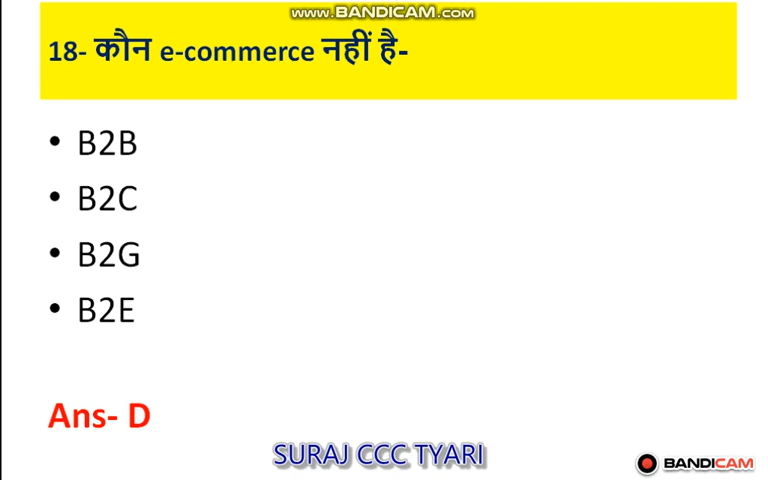 www.BANDICAM.com
18- कौन e-commerce नहीं है-
• B2B
• B2C
• B2G
• B2E
Ans- D
SURAJ CCC TYARI
BANDICAM